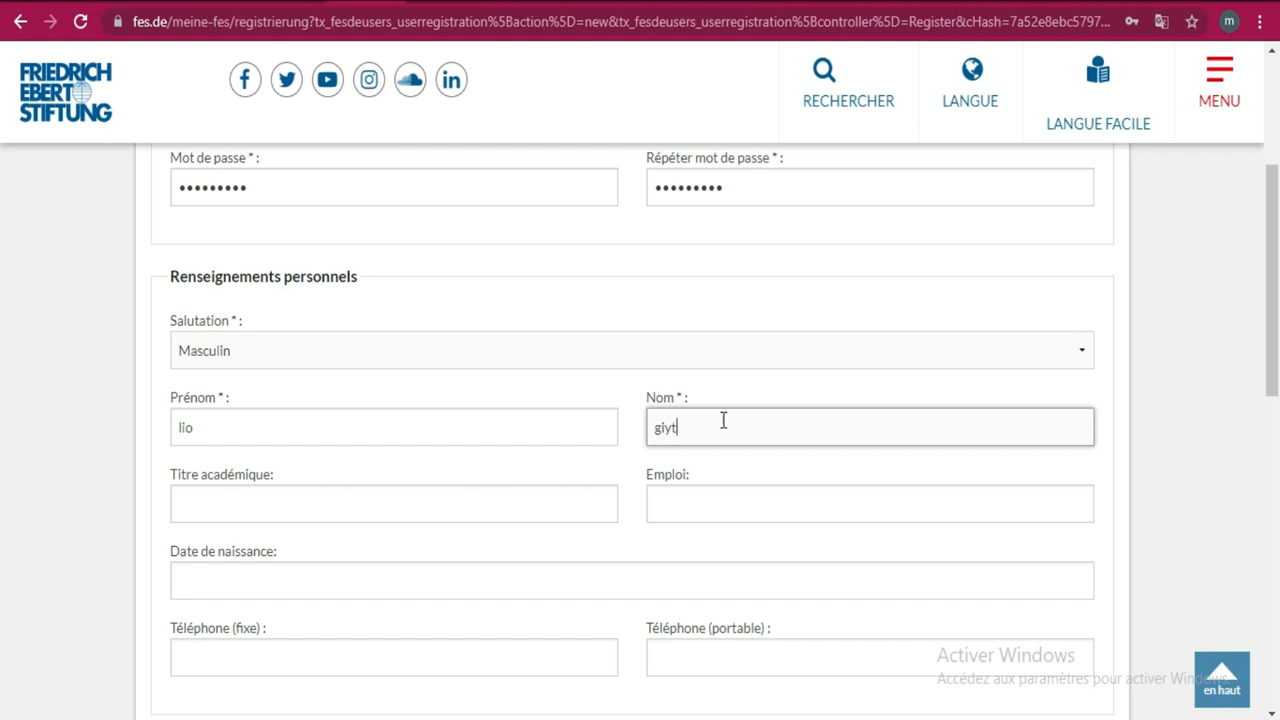 fes.de/meine-fes/registrierung?tx_fesdeusers_userregistration%5Baction%5D=new&tx_fesdeusers_userregistration%5Bcontroller%5D=Register&cHash=7a52e8ebc5797...
m
FRIEDRICH
EBERT
STIFTUNG
RECHERCHER
LANGUE
LANGUE FACILE
MENU
Mot de passe * :
Répéter mot de passe * :
•••••••••
•••••••••
Renseignements personnels
Salutation * :
Masculin
Prénom * :
Nom * :
lio
giyt
Titre académique:
Emploi:
Date de naissance:
Téléphone (fixe) :
Téléphone (portable) :
Activer Windows
Accédez aux paramètres pour activer Windows.
en haut